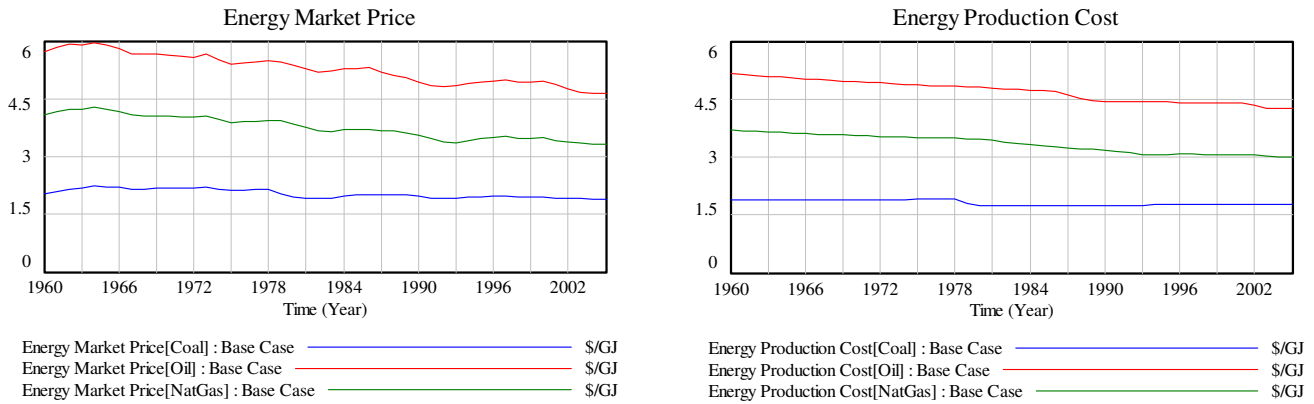 Energy Market Price
6
4.5
3
1.5
0
1960 1966 1972 1978 1984 1990 1996 2002
Time (Year)
Energy Market Price[Coal] : Base Case $/GJ
Energy Market Price[Oil] : Base Case $/GJ
Energy Market Price[NatGas] : Base Case $/GJ
Energy Production Cost
6
4.5
3
1.5
0
1960 1966 1972 1978 1984 1990 1996 2002
Time (Year)
Energy Production Cost[Coal] : Base Case $/GJ
Energy Production Cost[Oil] : Base Case $/GJ
Energy Production Cost[NatGas] : Base Case $/GJ